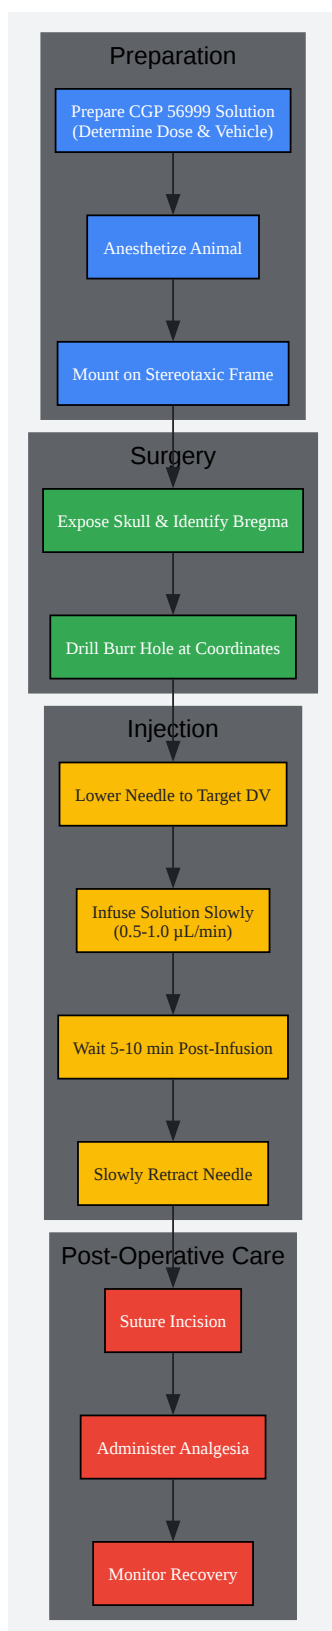 Preparation
Prepare CGP 56999 Solution
(Determine Dose & Vehicle)
Anesthetize Animal
Mount on Stereotaxic Frame
Surgery
Expose Skull & Identify Bregma
Drill Burr Hole at Coordinates
Injection
Lower Needle to Target DV
Infuse Solution Slowly
(0.5-1.0 µL/min)
Wait 5-10 min Post-Infusion
Slowly Retract Needle
Post-Operative Care
Suture Incision
Administer Analgesia
Monitor Recovery